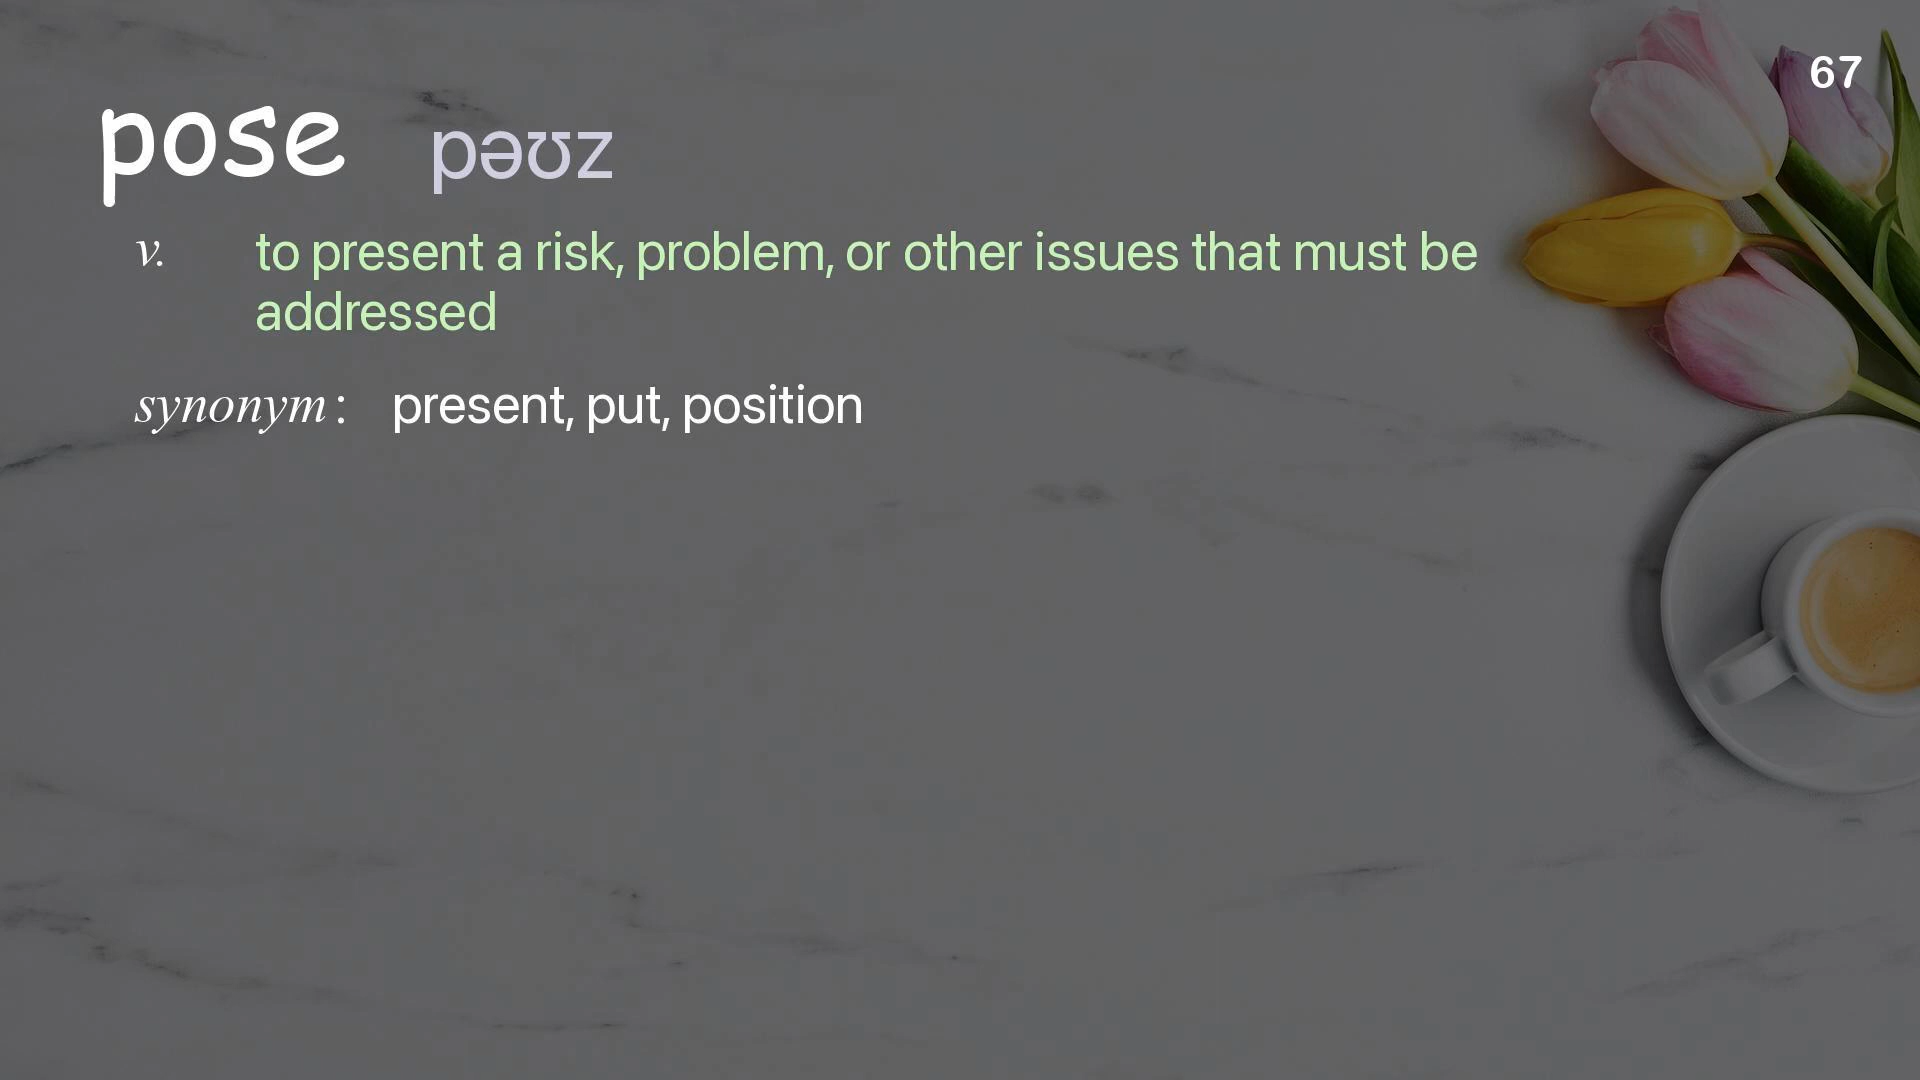 67
pose pəʊz
v. to present a risk, problem, or other issues that must be
addressed
synonym: present, put, position